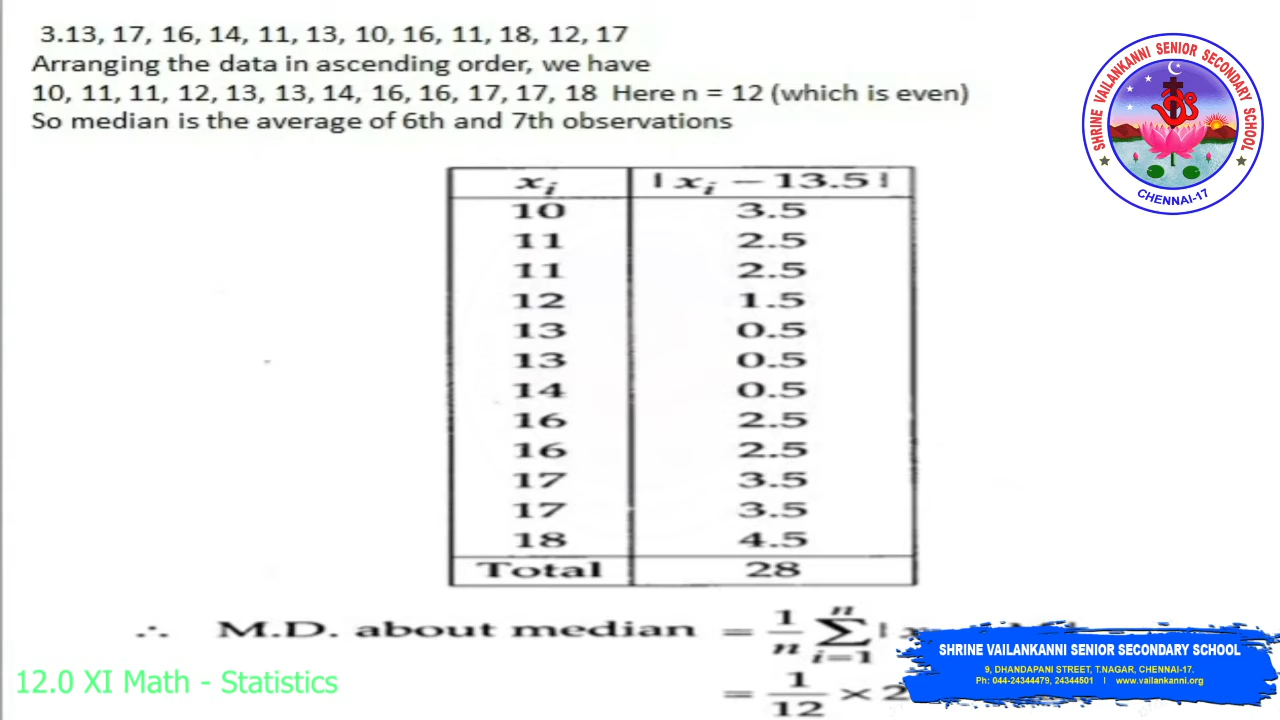 3.13, 17, 16, 14, 11, 13, 10, 16, 11, 18, 12, 17
Arranging the data in ascending order, we have
10, 11, 11, 12, 13, 13, 14, 16, 16, 17, 17, 18 Here n = 12 (which is even)
So median is the average of 6th and 7th observations
SHRINE VAILANKANNI SENIOR SECONDARY SCHOOL
CHENNAI-17
xᵢ | xᵢ − 13.5 |
10 3.5
11 2.5
11 2.5
12 1.5
13 0.5
13 0.5
14 0.5
16 2.5
16 2.5
17 3.5
17 3.5
18 4.5
Total 28
∴ M.D. about median = 1/n ∑ⁿᵢ₌₁ |
= 1/12 × 2
12.0 XI Math - Statistics
SHRINE VAILANKANNI SENIOR SECONDARY SCHOOL
9, DHANDAPANI STREET, T.NAGAR, CHENNAI-17.
Ph: 044-24344479, 24344501 I www.vailankanni.org